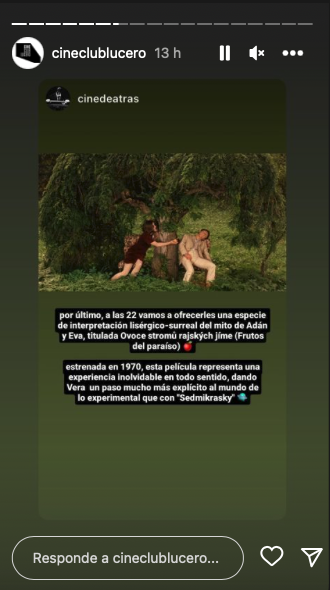 cineclublucero 13 h
cinedeatras
por último, a las 22 vamos a ofrecerles una especie
de interpretación lisérgico-surreal del mito de Adán
y Eva, titulada Ovoce stromů rajských jíme (Frutos
del paraíso) 🍎
estrenada en 1970, esta película representa una
experiencia inolvidable en todo sentido, dando
Vera un paso mucho más explícito al mundo de
lo experimental que con "Sedmikrasky" 🦋
Responde a cineclublucero...